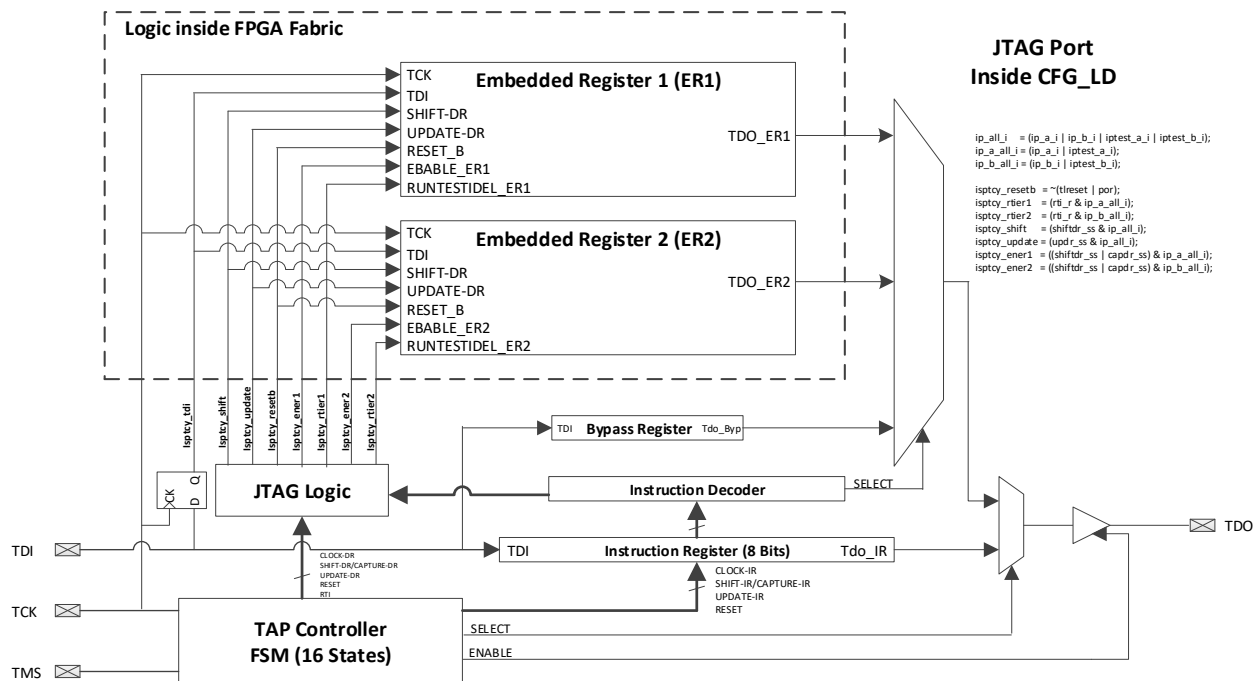 Logic inside FPGA Fabric
JTAG Port
Inside CFG_LD
TCK
TDI
SHIFT-DR
UPDATE-DR
RESET_B
EBABLE_ER1
RUNTESTIDEL_ER1
Embedded Register 1 (ER1)
TDO_ER1
ip_all_i = (ip_a_i | ip_b_i | iptest_a_i | iptest_b_i);
ip_a_all_i = (ip_a_i | iptest_a_i);
ip_b_all_i = (ip_b_i | iptest_b_i);
isptcy_resetb = ~(tlreset | por);
isptcy_rtier1 = (rti_r & ip_a_all_i);
isptcy_rtier2 = (rti_r & ip_b_all_i);
isptcy_shift = (shiftdr_ss & ip_all_i);
isptcy_update = (updr_ss & ip_all_i);
isptcy_ener1 = ((shiftdr_ss | capdr_ss) & ip_a_all_i);
isptcy_ener2 = ((shiftdr_ss | capdr_ss) & ip_b_all_i);
TCK
TDI
SHIFT-DR
UPDATE-DR
RESET_B
EBABLE_ER2
RUNTESTIDEL_ER2
Embedded Register 2 (ER2)
TDO_ER2
Isptcy_tdi
Isptcy_shift
Isptcy_update
Isptcy_resetb
Isptcy_ener1
Isptcy_rtier1
Isptcy_ener2
Isptcy_rtier2
TDI
Bypass Register
Tdo_Byp
CK
Q
D
JTAG Logic
Instruction Decoder
SELECT
TDI
TDI
Instruction Register (8 Bits)
Tdo_IR
TDO
CLOCK-DR
SHIFT-DR/CAPTURE-DR
UPDATE-DR
RESET
RTI
CLOCK-IR
SHIFT-IR/CAPTURE-IR
UPDATE-IR
RESET
TCK
TAP Controller
FSM (16 States)
SELECT
ENABLE
TMS